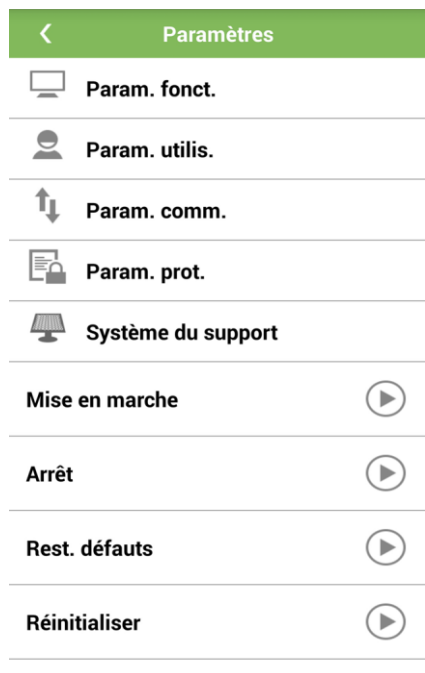 Paramètres
Param. fonct.
Param. utilis.
Param. comm.
Param. prot.
Système du support
Mise en marche
Arrêt
Rest. défauts
Réinitialiser